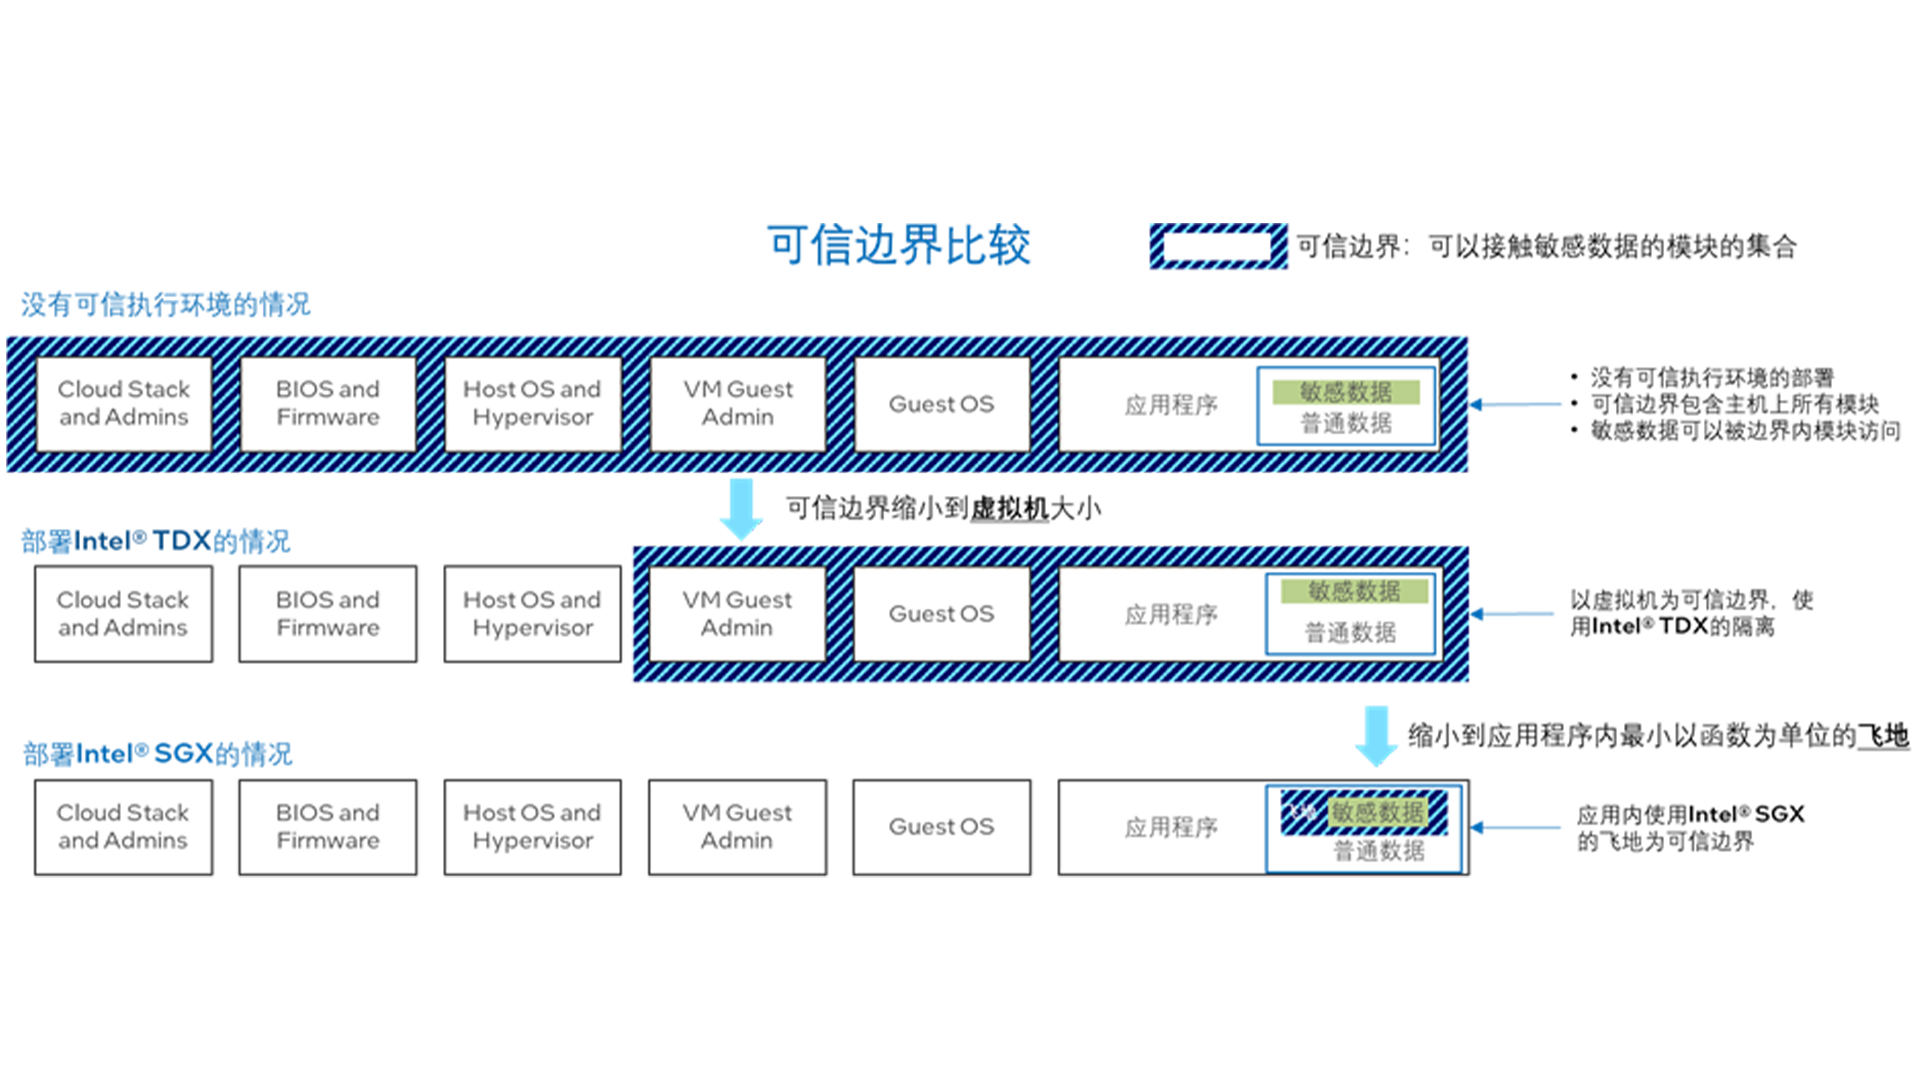 可信边界比较
可信边界：可以接触敏感数据的模块的集合
没有可信执行环境的情况
Cloud Stack
and Admins
BIOS and
Firmware
Host OS and
Hypervisor
VM Guest
Admin
Guest OS
应用程序
敏感数据
普通数据
• 没有可信执行环境的部署
• 可信边界包含主机上所有模块
• 敏感数据可以被边界内模块访问
可信边界缩小到虚拟机大小
部署Intel® TDX的情况
Cloud Stack
and Admins
BIOS and
Firmware
Host OS and
Hypervisor
VM Guest
Admin
Guest OS
应用程序
敏感数据
普通数据
以虚拟机为可信边界，使
用Intel® TDX的隔离
缩小到应用程序内最小以函数为单位的飞地
部署Intel® SGX的情况
Cloud Stack
and Admins
BIOS and
Firmware
Host OS and
Hypervisor
VM Guest
Admin
Guest OS
应用程序
飞地
敏感数据
普通数据
应用内使用Intel® SGX
的飞地为可信边界